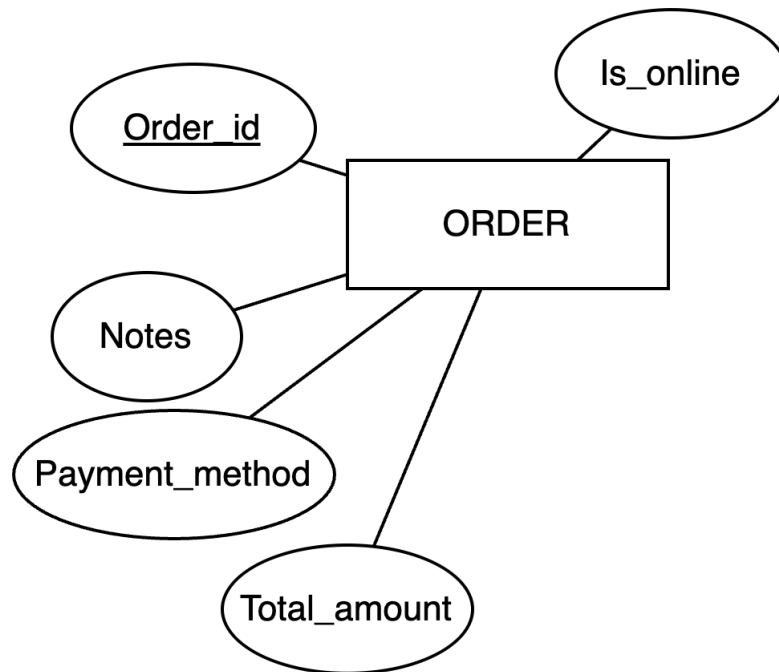 Is_online
Order_id
ORDER
Notes
Payment_method
Total_amount